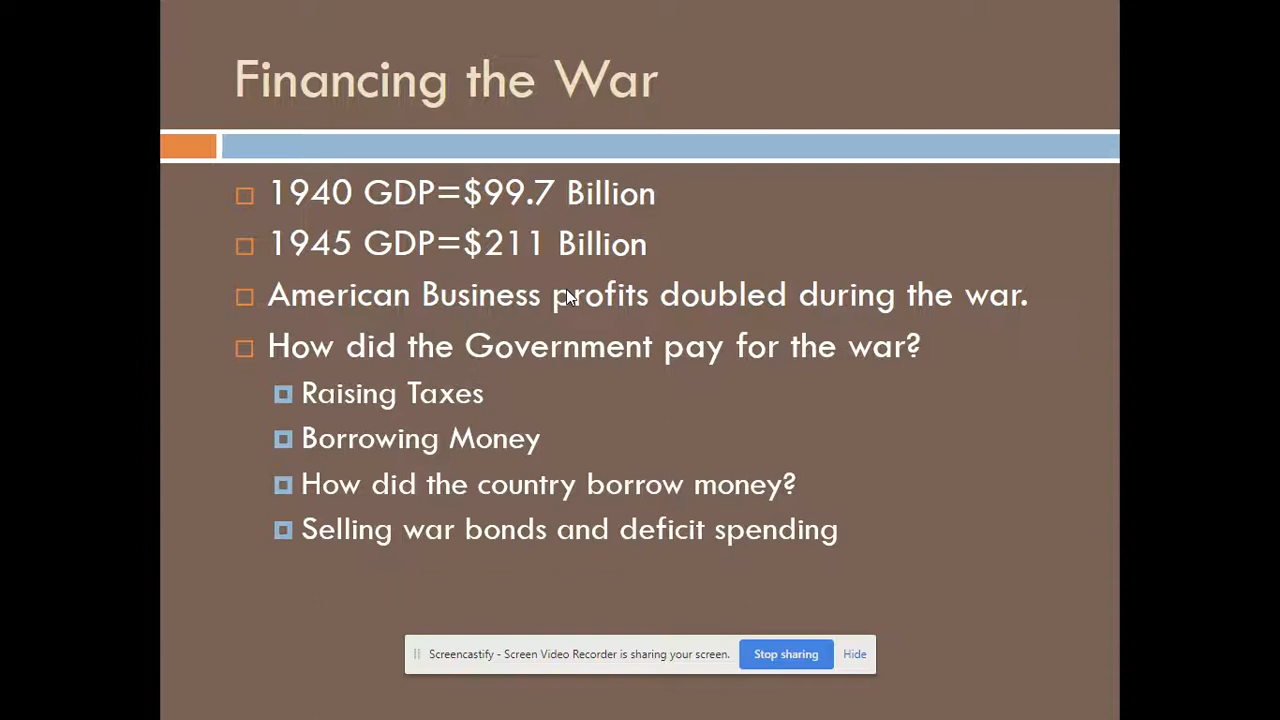 Financing the War
1940 GDP=$99.7 Billion
1945 GDP=$211 Billion
American Business profits doubled during the war.
How did the Government pay for the war?
Raising Taxes
Borrowing Money
How did the country borrow money?
Selling war bonds and deficit spending
Screencastify - Screen Video Recorder is sharing your screen. Stop sharing Hide